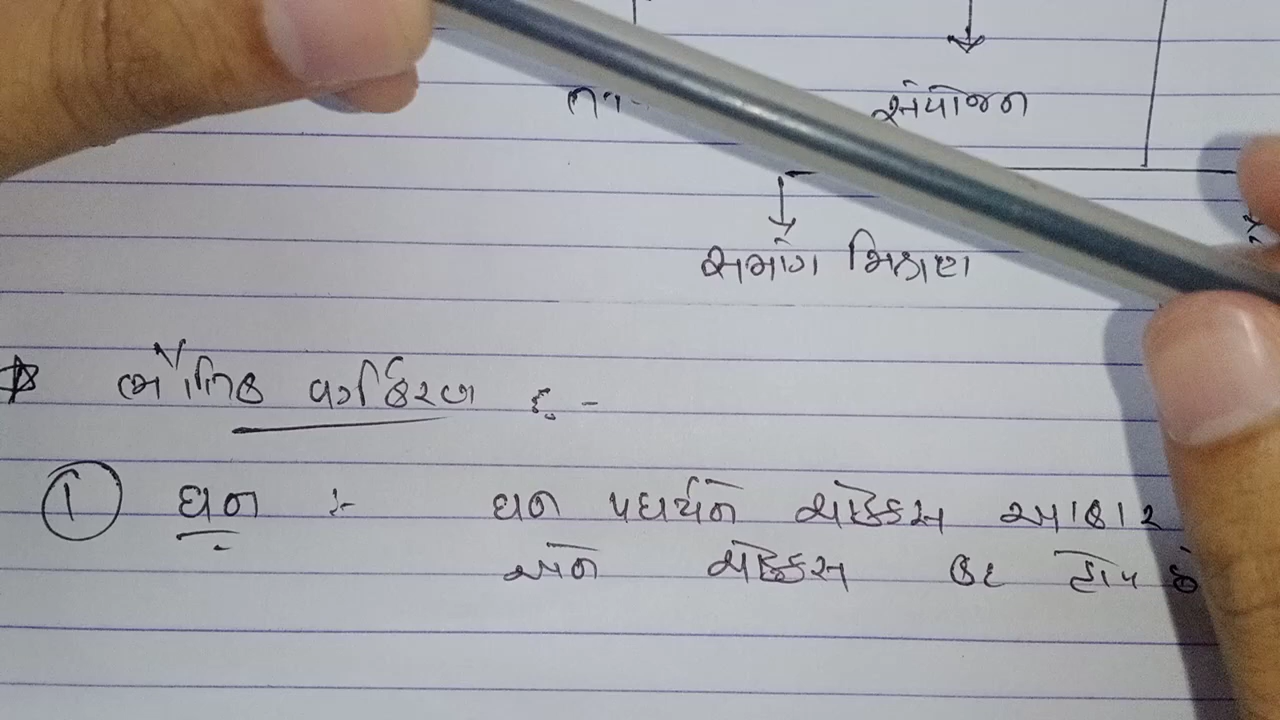 સંયોજન
સમાંગ મિશ્રણ
ભૌતિક વર્ગિકરણ :-
① ઘન :- ઘન પદાર્થને ચોક્કસ આકાર
અને ચોક્કસ કદ હોય છે